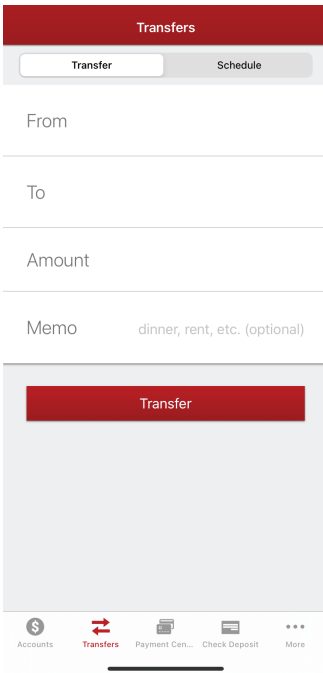 Transfers
Transfer Schedule
From
To
Amount
Memo dinner, rent, etc. (optional)
Transfer
$
Accounts Transfers Payment Cen... Check Deposit More